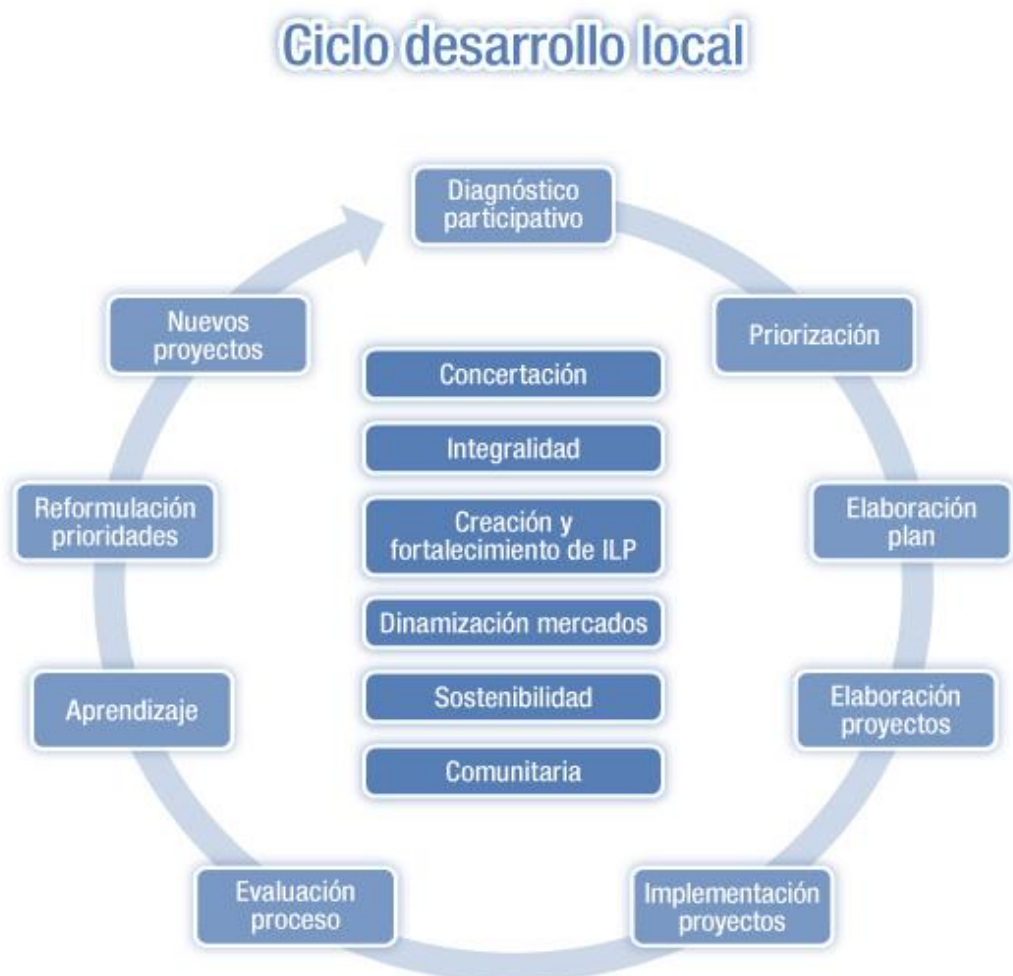 Ciclo desarrollo local
Diagnóstico
participativo
Priorización
Elaboración
plan
Elaboración
proyectos
Implementación
proyectos
Evaluación
proceso
Aprendizaje
Reformulación
prioridades
Nuevos
proyectos
Concertación
Integralidad
Creación y
fortalecimiento de ILP
Dinamización mercados
Sostenibilidad
Comunitaria